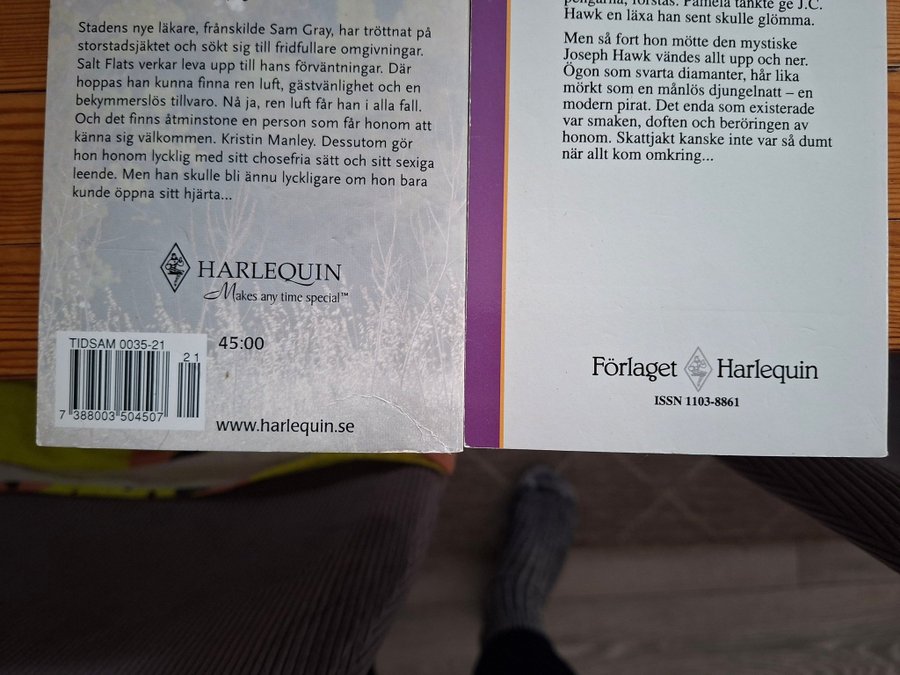 Stadens nye läkare, frånskilde Sam Gray, har tröttnat på
storstadsjäktet och sökt sig till fridfullare omgivningar.
Salt Flats verkar leva upp till hans förväntningar. Där
hoppas han kunna finna ren luft, gästvänlighet och en
bekymmerslös tillvaro. Nå ja, ren luft får han i alla fall.
Och det finns åtminstone en person som får honom att
känna sig välkommen. Kristin Manley. Dessutom gör
hon honom lycklig med sitt chosefria sätt och sitt sexiga
leende. Men han skulle bli ännu lyckligare om hon bara
kunde öppna sitt hjärta...
HARLEQUIN
Makes any time special™
TIDSAM 0035-21
21
7 388003 504507
45:00
www.harlequin.se
pengarna, förstås. Pamela tänkte ge J.C.
Hawk en läxa han sent skulle glömma.
Men så fort hon mötte den mystiske
Joseph Hawk vändes allt upp och ner.
Ögon som svarta diamanter, hår lika
mörkt som en månlös djungelnatt – en
modern pirat. Det enda som existerade
var smaken, doften och beröringen av
honom. Skattjakt kanske inte var så dumt
när allt kom omkring...
Förlaget Harlequin
ISSN 1103-8861